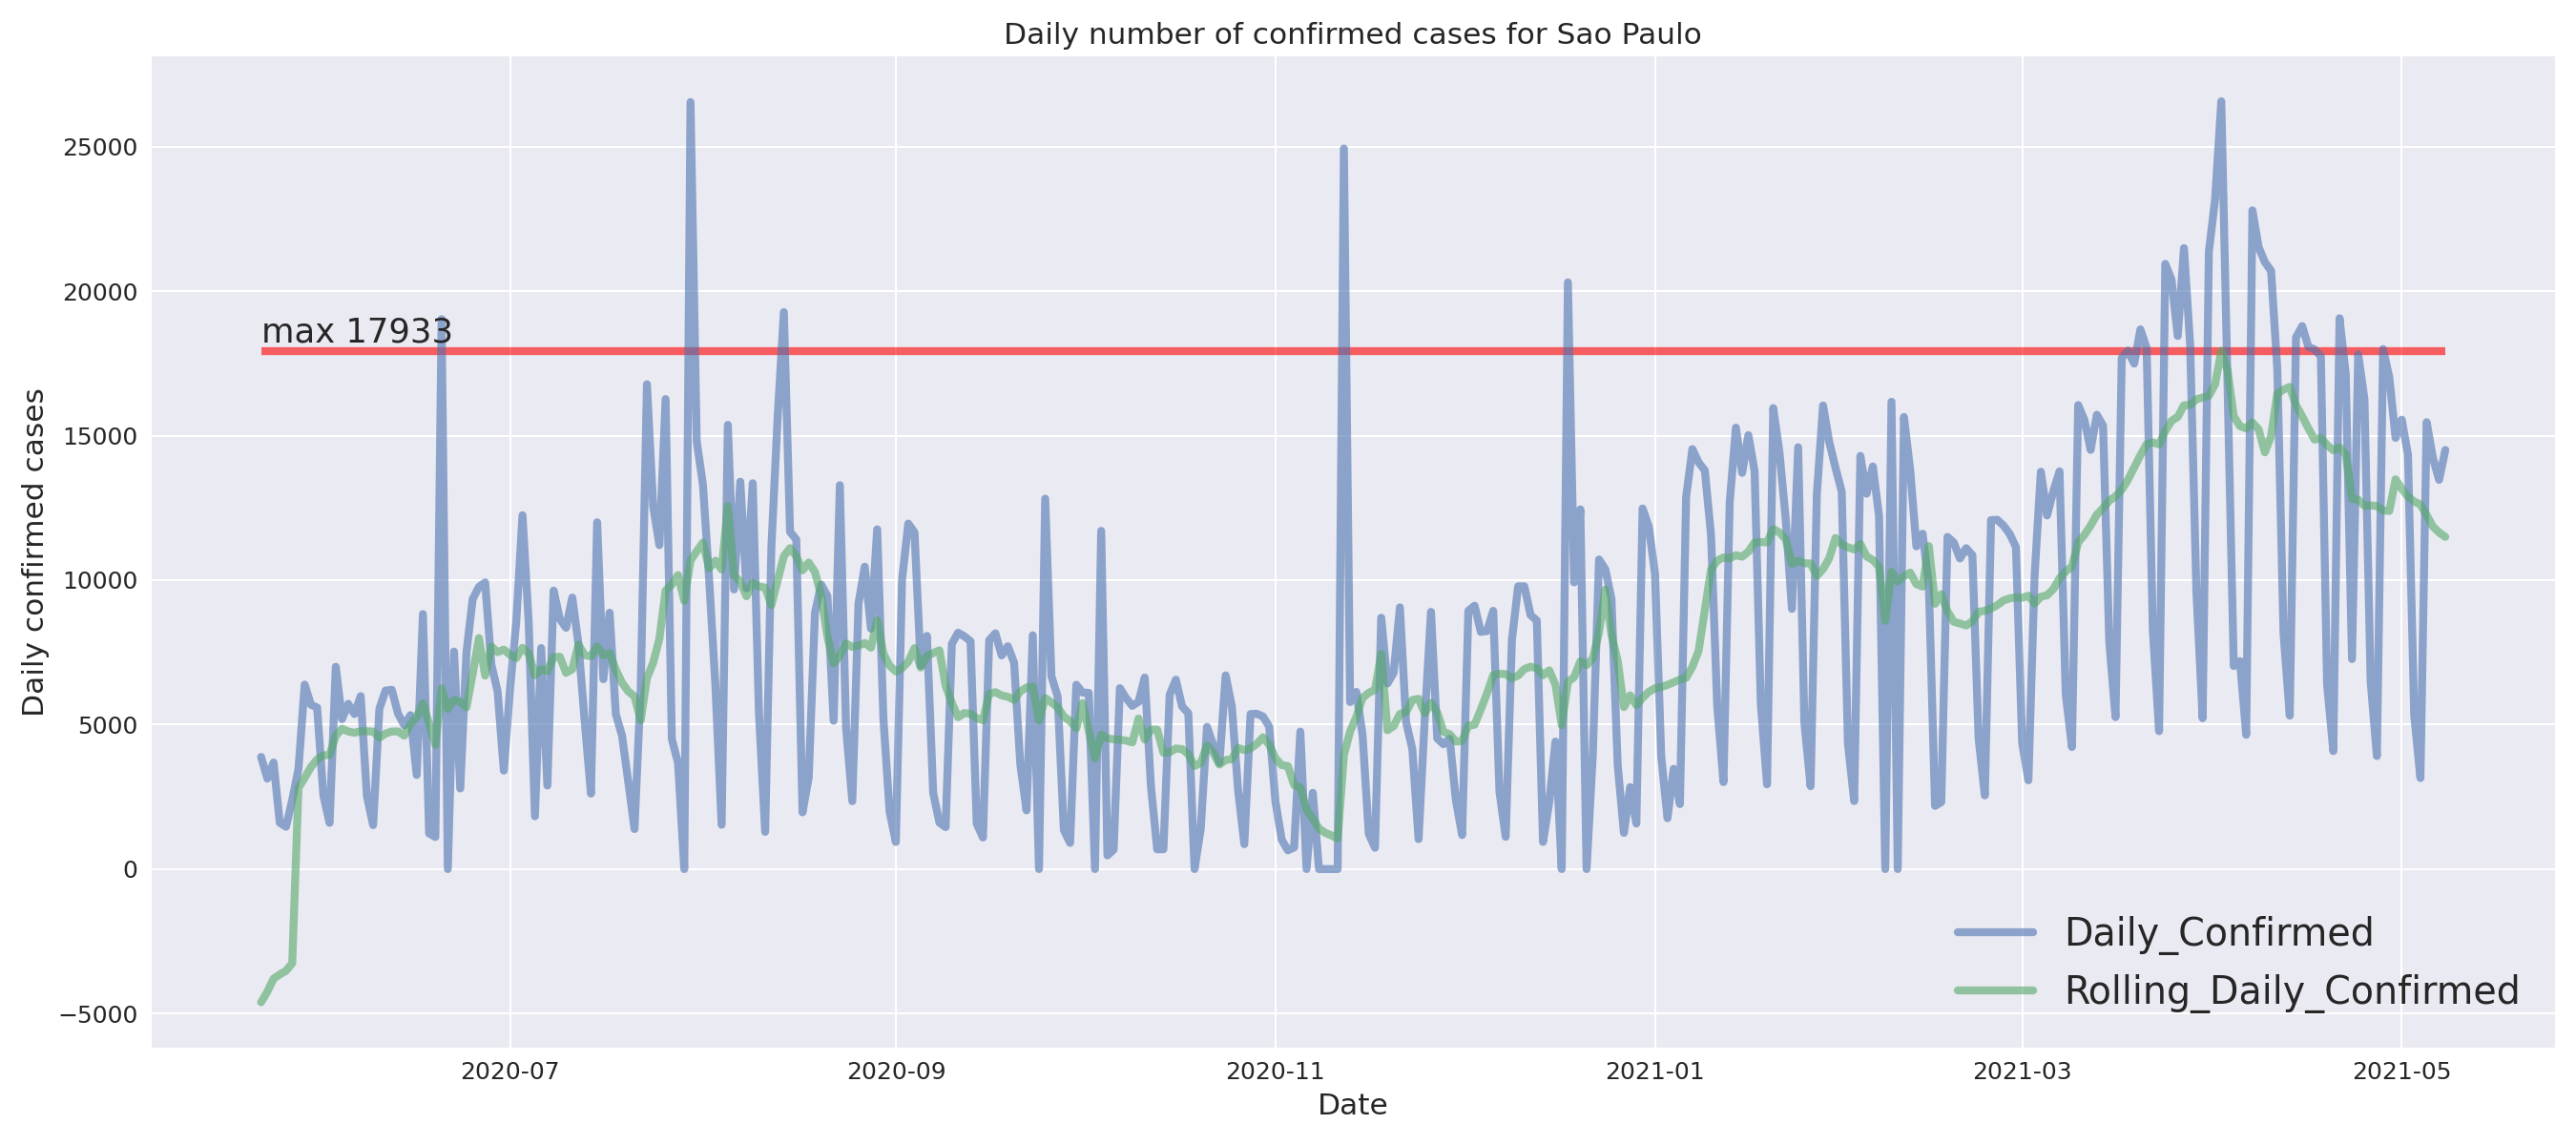 Daily number of confirmed cases for Sao Paulo
Daily confirmed cases
25000
20000
15000
10000
5000
0
−5000
max 17933
Daily_Confirmed
Rolling_Daily_Confirmed
2020-07
2020-09
2020-11
2021-01
2021-03
2021-05
Date